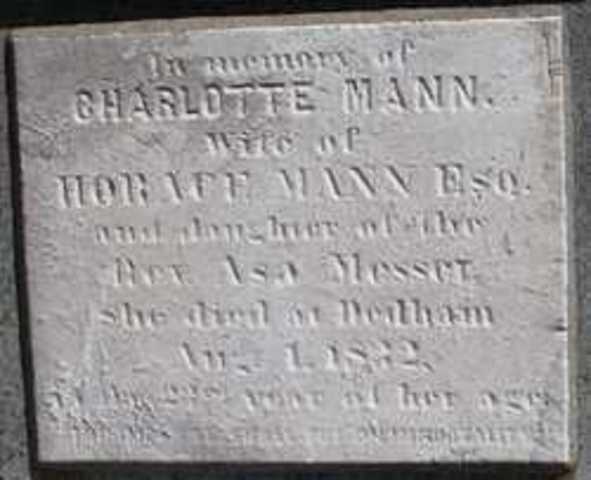 In memory of
CHARLOTTE MANN.
Wife of
HORACE MANN ESQ.
and daughter of the
Rev Asa Messer,
she died at Dedham
Aug. 1, 1832,
in the 22nd year of her age.